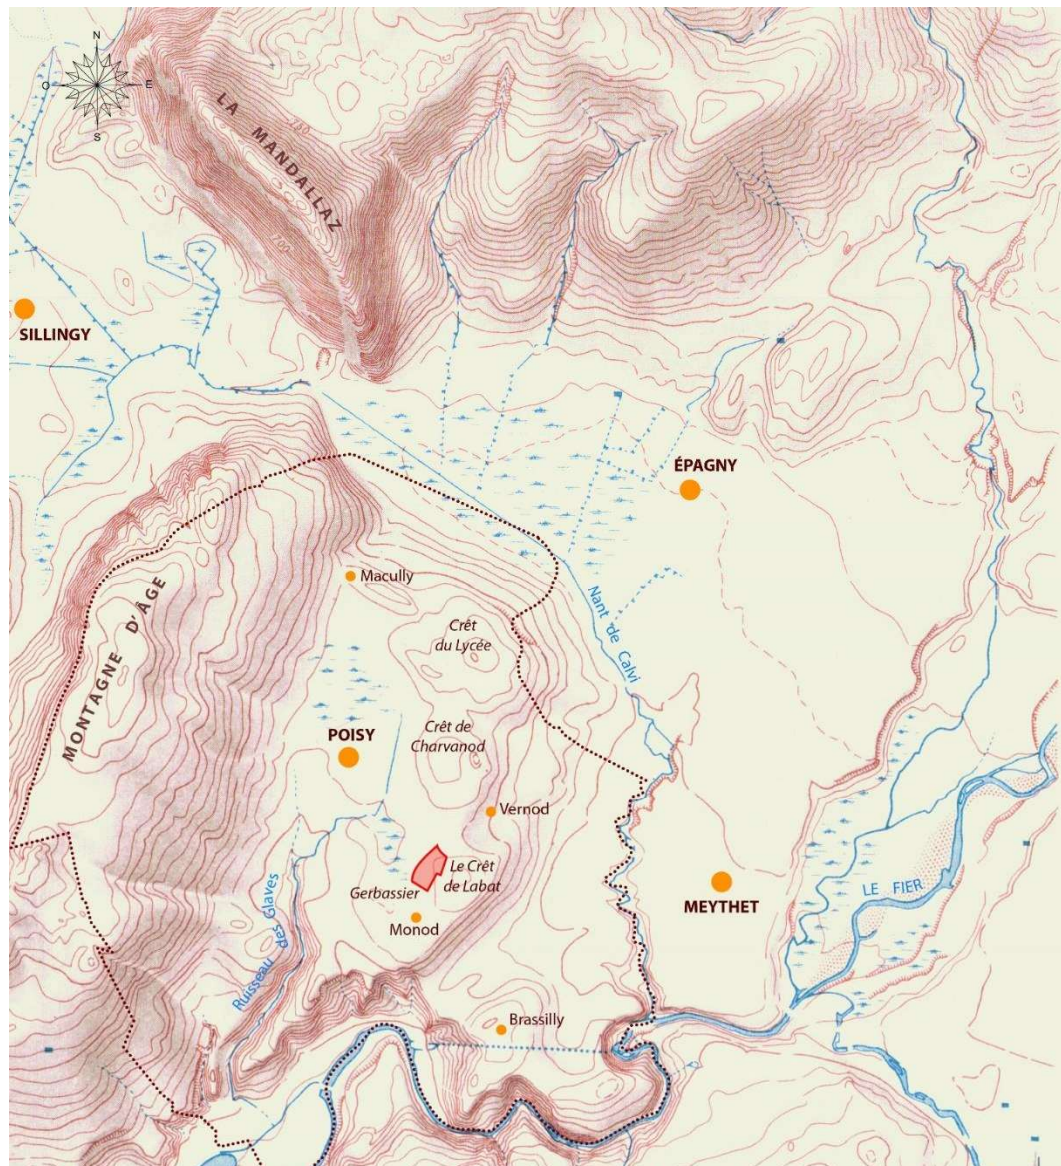 N
O
E
S
LA MANDALLAZ
700
SILLINGY
ÉPAGNY
MONTAGNE D'ÂGE
Macully
Crêt
du Lycée
Nant de Calvi
POISY
Crêt de
Charvanod
Vernod
Le Crêt
de Labat
Gerbassier
Monod
Ruisseau des Glaves
MEYTHET
LE FIER
Brassilly